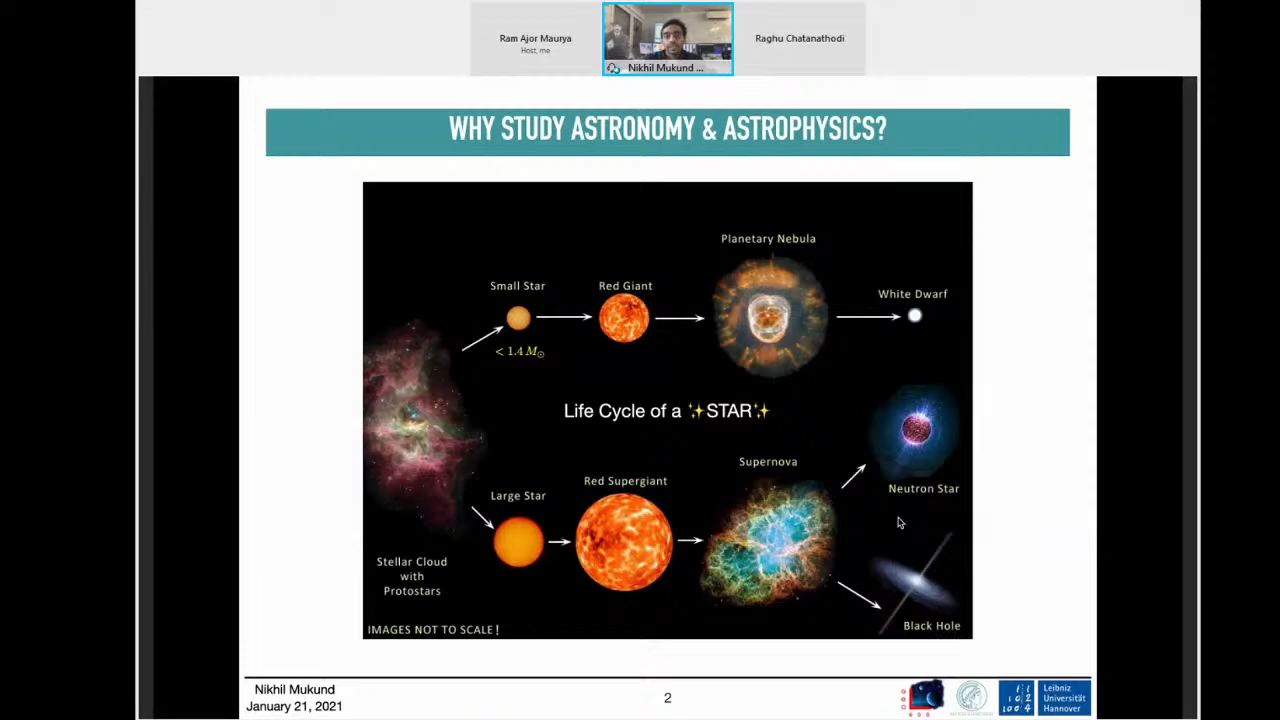 Ram Ajor Maurya
Host, me
Nikhil Mukund ...
Raghu Chatanathodi
WHY STUDY ASTRONOMY & ASTROPHYSICS?
Planetary Nebula
Small Star
Red Giant
White Dwarf
< 1.4 M☉
Life Cycle of a ✨STAR✨
Supernova
Red Supergiant
Large Star
Neutron Star
Stellar Cloud
with
Protostars
Black Hole
IMAGES NOT TO SCALE!
Nikhil Mukund
January 21, 2021
2
Leibniz
Universität
Hannover